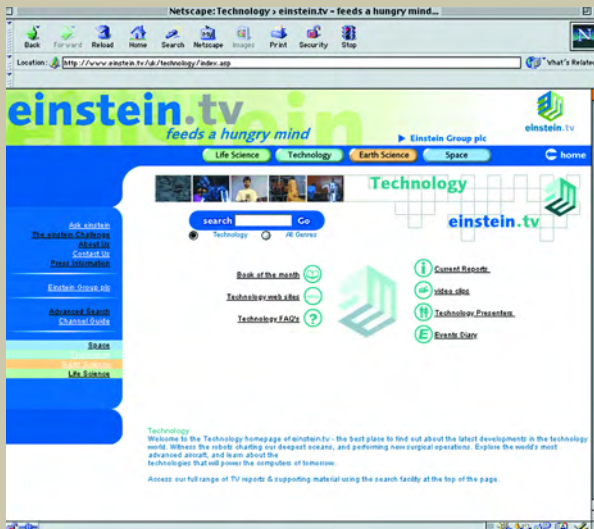 Netscape: Technology › einstein.tv - feeds a hungry mind...
Back Forward Reload Home Search Netscape Images Print Security Stop
Location: http://www.einstein.tv/uk/technology/index.asp What's Related
einstein.tv
feeds a hungry mind
Einstein Group plc
einstein.tv
Life Science Technology Earth Science Space home
Technology
einstein.tv
search Go
Technology All Genres
Ask einstein
The einstein Challenge
About Us
Contact Us
Press Information
Einstein Group plc
Advanced Search
Channel Guide
Space
Life Science
Book of the month
Technology web sites
Technology FAQ's
Current Reports
video clips
Technology Presenters
Events Diary
Technology
Welcome to the Technology homepage of einstein.tv - the best place to find out about the latest developments in the technology
world. Witness the robots charting our deepest oceans, and performing new surgical operations. Explore the world's most
advanced aircraft, and learn about the
technologies that will power the computers of tomorrow.
Access our full range of TV reports & supporting material using the search facility at the top of the page.